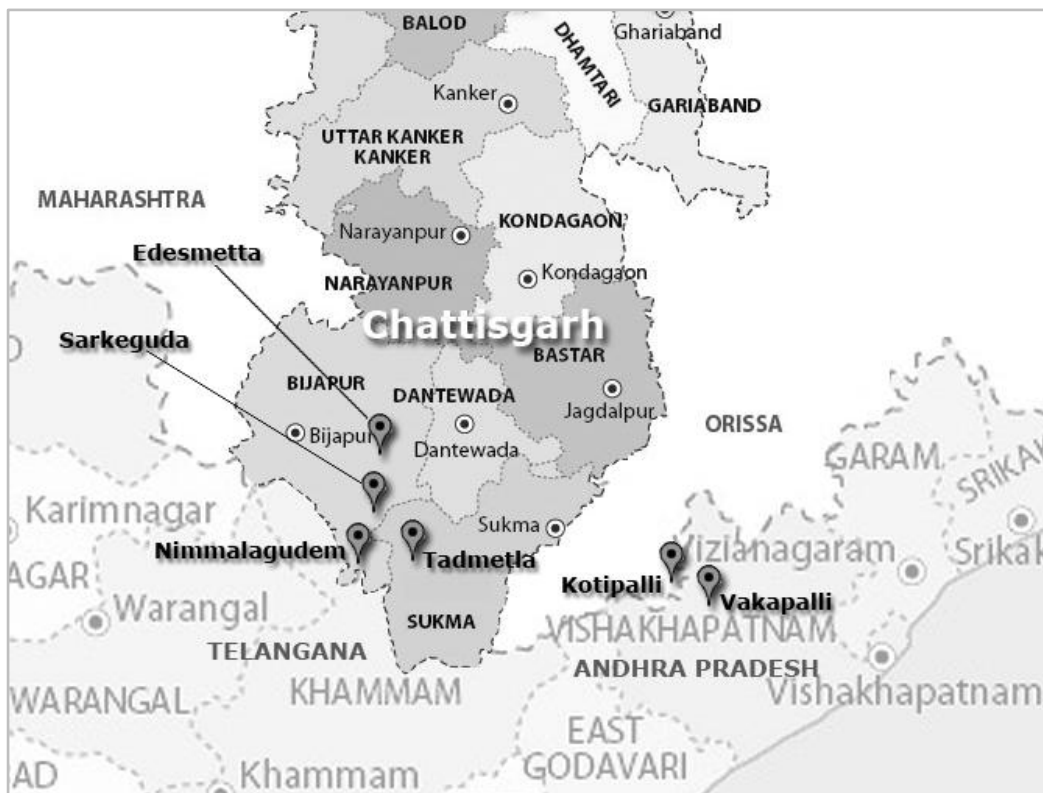 BALOD
Ghariaband
DHAMTARI
Kanker
GARIABAND
UTTAR KANKER
KANKER
MAHARASHTRA
KONDAGAON
Narayanpur
Edesmetta
Kondagaon
NARAYANPUR
Chattisgarh
Sarkeguda
BASTAR
BIJAPUR
DANTEWADA
Jagdalpur
ORISSA
Bijapur
Dantewada
GARAM
SRIKAK
Karimnagar
Sukma
Nimmalagudem
Tadmetla
Vizianagaram
Srikak
AGAR
Kotipalli
Warangal
Vakapalli
SUKMA
VISHAKHAPATNAM
TELANGANA
ANDHRA PRADESH
KHAMMAM
WARANGAL
Vishakhapatnam
EAST
GODAVARI
AD
Khammam